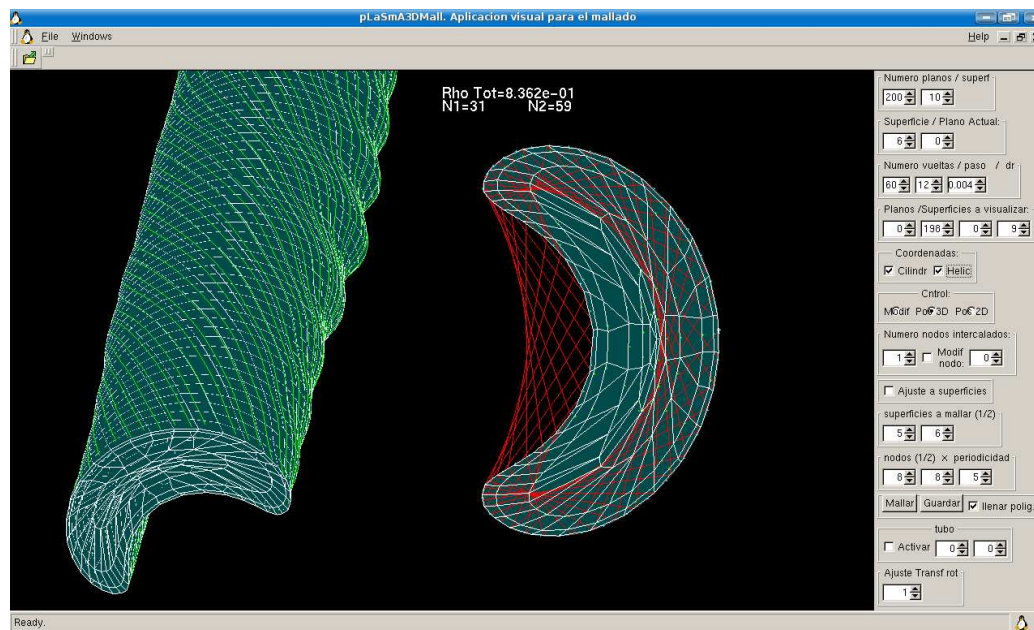 pLaSmA3DMall. Aplicacion visual para el mallado
File Windows Help
Rho Tot=8.362e-01
N1=31 N2=59
Numero planos / superf
200 10
Superficie / Plano Actual:
6 0
Numero vueltas / paso / dr
60 12 0.004
Planos /Superficies a visualizar:
0 198 0 9
Coordenadas:
Cilindr Helic
Cntrol:
Modif Pos 3D Pos 2D
Numero nodos intercalados:
1 Modif nodo: 0
Ajuste a superficies
superficies a mallar (1/2)
5 6
nodos (1/2) × periodicidad
8 8 5
Mallar Guardar llenar polig.
tubo
Activar 0 0
Ajuste Transf rot
1
Ready.